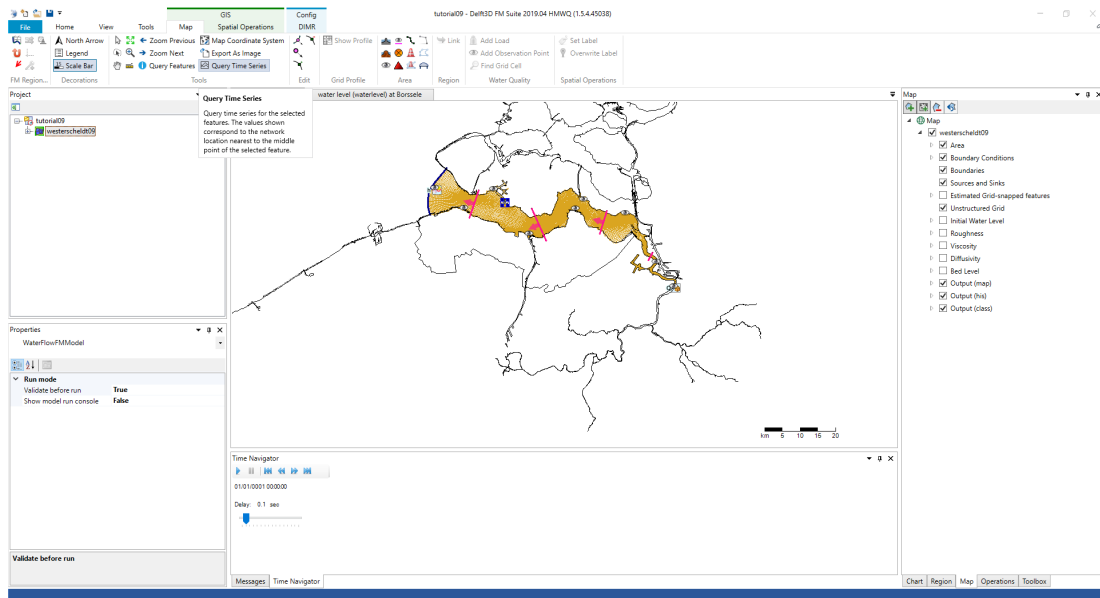 GIS
Config
tutorial09 - Delft3D FM Suite 2019.04 HMWQ (1.5.4.45038)
File Home View Tools Map Spatial Operations DIMR
North Arrow
Legend
Scale Bar
Zoom Previous
Zoom Next
Query Features
Map Coordinate System
Export As Image
Query Time Series
Show Profile
Link
Add Load
Add Observation Point
Find Grid Cell
Set Label
Overwrite Label
FM Region... Decorations Tools Edit Grid Profile Area Region Water Quality Spatial Operations
Project
tutorial09
westerscheldt09
Query Time Series
Query time series for the selected
features. The values shown
correspond to the network
location nearest to the middle
point of the selected feature.
water level (waterlevel) at Borssele
km 5 10 15 20
Properties
WaterFlowFMModel
Run mode
Validate before run True
Show model run console False
Validate before run
Time Navigator
01/01/0001 00:00:00
Delay: 0.1 sec
Messages Time Navigator
Map
Map
westerscheldt09
Area
Boundary Conditions
Boundaries
Sources and Sinks
Estimated Grid-snapped features
Unstructured Grid
Initial Water Level
Roughness
Viscosity
Diffusivity
Bed Level
Output (map)
Output (his)
Output (class)
Chart Region Map Operations Toolbox